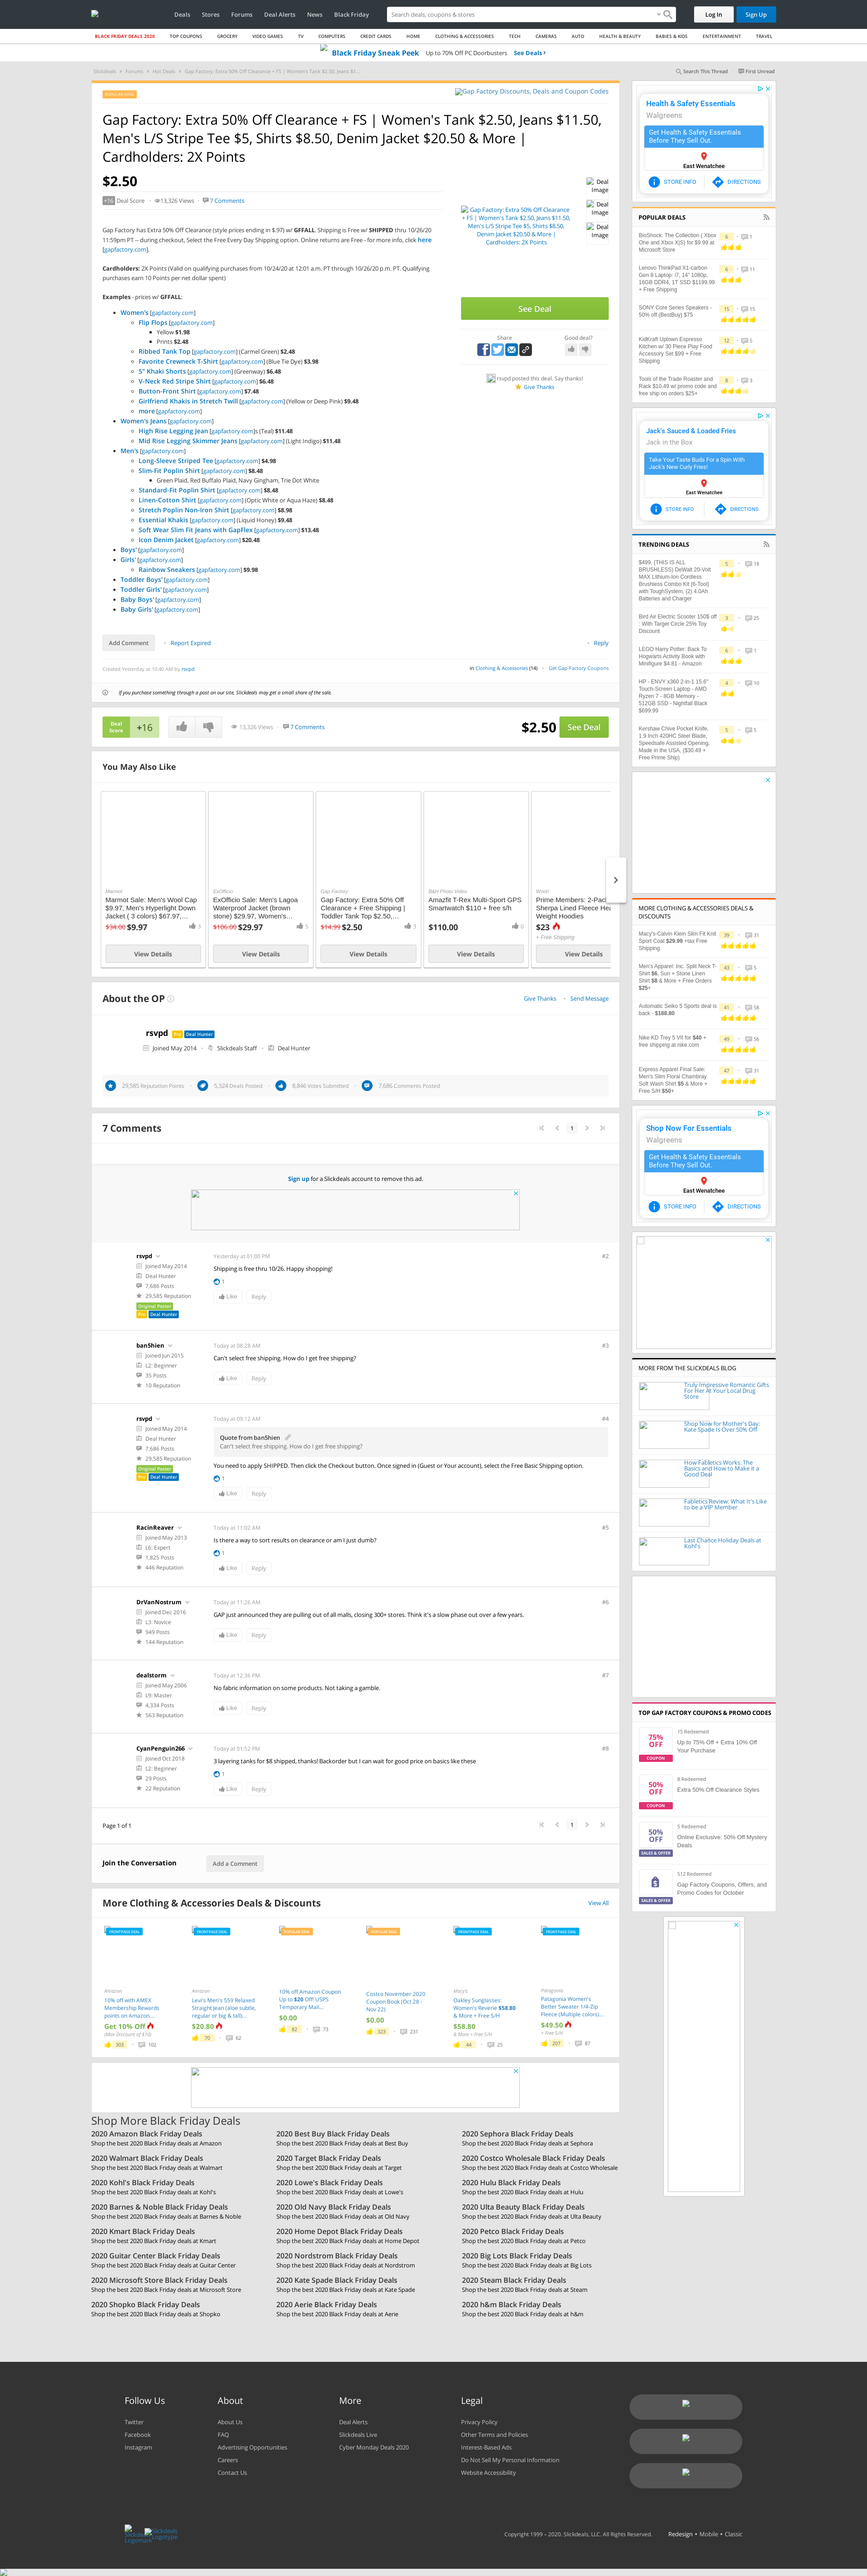 Deals Stores Forums Deal Alerts News Black Friday
Search deals, coupons & stores
Log In Sign Up
BLACK FRIDAY DEALS 2020 TOP COUPONS GROCERY VIDEO GAMES TV COMPUTERS CREDIT CARDS HOME CLOTHING & ACCESSORIES TECH CAMERAS AUTO HEALTH & BEAUTY BABIES & KIDS ENTERTAINMENT TRAVEL
Black Friday Sneak Peek Up to 70% Off PC Doorbusters See Deals ›
Slickdeals Forums Hot Deals Gap Factory: Extra 50% Off Clearance + FS | Women's Tank $2.50, Jeans $1...
Search This Thread First Unread
POPULAR DEAL
Gap Factory Discounts, Deals and Coupon Codes
Gap Factory: Extra 50% Off Clearance + FS | Women's Tank $2.50, Jeans $11.50, Men's L/S Stripe Tee $5, Shirts $8.50, Denim Jacket $20.50 & More | Cardholders: 2X Points
$2.50
+16 Deal Score 13,326 Views 7 Comments
Gap Factory has Extra 50% Off Clearance (style prices ending in $.97) w/ GFFALL. Shipping is Free w/ SHIPPED thru 10/26/20
11:59pm PT -- during checkout, Select the Free Every Day Shipping option. Online returns are Free - for more info, click here
[gapfactory.com].
Cardholders: 2X Points (Valid on qualifying purchases from 10/24/20 at 12:01 a.m. PT through 10/26/20 p.m. PT. Qualifying
purchases earn 10 Points per net dollar spent)
Examples - prices w/ GFFALL:
Women's [gapfactory.com]
Flip Flops [gapfactory.com]
Yellow $1.98
Prints $2.48
Ribbed Tank Top [gapfactory.com] (Carmel Green) $2.48
Favorite Crewneck T-Shirt [gapfactory.com] (Blue Tie Dye) $3.98
5" Khaki Shorts [gapfactory.com] (Greenway) $6.48
V-Neck Red Stripe Shirt [gapfactory.com] $6.48
Button-Front Shirt [gapfactory.com] $7.48
Girlfriend Khakis in Stretch Twill [gapfactory.com] (Yellow or Deep Pink) $9.48
more [gapfactory.com]
Women's Jeans [gapfactory.com]
High Rise Legging Jean [gapfactory.com]s (Teal) $11.48
Mid Rise Legging Skimmer Jeans [gapfactory.com] (Light Indigo) $11.48
Men's [gapfactory.com]
Long-Sleeve Striped Tee [gapfactory.com] $4.98
Slim-Fit Poplin Shirt [gapfactory.com] $8.48
Green Plaid, Red Buffalo Plaid, Navy Gingham, Trie Dot White
Standard-Fit Poplin Shirt [gapfactory.com] $8.48
Linen-Cotton Shirt [gapfactory.com] (Optic White or Aqua Haze) $8.48
Stretch Poplin Non-Iron Shirt [gapfactory.com] $8.98
Essential Khakis [gapfactory.com] (Liquid Honey) $9.48
Soft Wear Slim Fit Jeans with GapFlex [gapfactory.com] $13.48
Icon Denim Jacket [gapfactory.com] $20.48
Boys' [gapfactory.com]
Girls' [gapfactory.com]
Rainbow Sneakers [gapfactory.com] $9.98
Toddler Boys' [gapfactory.com]
Toddler Girls' [gapfactory.com]
Baby Boys' [gapfactory.com]
Baby Girls' [gapfactory.com]
Gap Factory: Extra 50% Off Clearance + FS | Women's Tank $2.50, Jeans $11.50, Men's L/S Stripe Tee $5, Shirts $8.50, Denim Jacket $20.50 & More | Cardholders: 2X Points
Deal Image
Deal Image
Deal Image
See Deal
Share Good deal?
rsvpd posted this deal. Say thanks!
Give Thanks
Add Comment Report Expired Reply
Created Yesterday at 10:40 AM by rsvpd
in Clothing & Accessories (14) Get Gap Factory Coupons
If you purchase something through a post on our site, Slickdeals may get a small share of the sale.
Deal Score +16 13,326 Views 7 Comments $2.50 See Deal
You May Also Like
Marmot
Marmot Sale: Men's Wool Cap $9.97, Men's Hyperlight Down Jacket ( 3 colors) $67.97,...
$34.00 $9.97 3
View Details
ExOfficio
ExOfficio Sale: Men's Lagoa Waterproof Jacket (brown stone) $29.97, Women's...
$106.00 $29.97 5
View Details
Gap Factory
Gap Factory: Extra 50% Off Clearance + Free Shipping | Toddler Tank Top $2.50,...
$14.99 $2.50 3
View Details
B&H Photo Video
Amazfit T-Rex Multi-Sport GPS Smartwatch $110 + free s/h
$110.00 0
View Details
Woot!
Prime Members: 2-Pac Sherpa Lined Fleece He Weight Hoodies
$23
+ Free Shipping
View Details
About the OP Give Thanks Send Message
rsvpd Pro Deal Hunter
Joined May 2014 Slickdeals Staff Deal Hunter
29,585 Reputation Points 5,324 Deals Posted 8,846 Votes Submitted 7,686 Comments Posted
7 Comments 1
Sign up for a Slickdeals account to remove this ad.
rsvpd Yesterday at 01:00 PM #2
Joined May 2014
Deal Hunter
7,686 Posts
29,585 Reputation
Original Poster
Pro Deal Hunter
Shipping is free thru 10/26. Happy shopping!
1
Like Reply
ban5hien Today at 08:28 AM #3
Joined Jun 2015
L2: Beginner
35 Posts
10 Reputation
Can't select free shipping. How do I get free shipping?
Like Reply
rsvpd Today at 09:12 AM #4
Joined May 2014
Deal Hunter
7,686 Posts
29,585 Reputation
Original Poster
Pro Deal Hunter
Quote from ban5hien
Can't select free shipping. How do I get free shipping?
You need to apply SHIPPED. Then click the Checkout button. Once signed in (Guest or Your account), select the Free Basic Shipping option.
1
Like Reply
RacinReaver Today at 11:02 AM #5
Joined May 2013
L6: Expert
1,825 Posts
446 Reputation
Is there a way to sort results on clearance or am I just dumb?
1
Like Reply
DrVanNostrum Today at 11:26 AM #6
Joined Dec 2016
L3: Novice
949 Posts
144 Reputation
GAP just announced they are pulling out of all malls, closing 300+ stores. Think it's a slow phase out over a few years.
Like Reply
dealstorm Today at 12:36 PM #7
Joined May 2006
L9: Master
4,334 Posts
563 Reputation
No fabric information on some products. Not taking a gamble.
Like Reply
CyanPenguin266 Today at 01:52 PM #8
Joined Oct 2018
L2: Beginner
29 Posts
22 Reputation
3 layering tanks for $8 shipped, thanks! Backorder but I can wait for good price on basics like these
1
Like Reply
Page 1 of 1 1
Join the Conversation Add a Comment
More Clothing & Accessories Deals & Discounts View All
FRONTPAGE DEAL
Amazon
10% off with AMEX Membership Rewards points on Amazon....
Get 10% Off
(Max Discount of $10)
303 102
FRONTPAGE DEAL
Amazon
Levi's Men's 559 Relaxed Straight Jean (aloe subtle, regular or big & tall)...
$20.80
70 62
POPULAR DEAL
10% off Amazon Coupon Up to $20 Off! USPS Temporary Mail...
$0.00
82 73
POPULAR DEAL
Costco November 2020 Coupon Book (Oct 28 - Nov 22)
$0.00
323 231
FRONTPAGE DEAL
Macy's
Oakley Sunglasses: Women's Reverie $58.80 & More + Free S/H
$58.80
& More + Free S/H
44 25
FRONTPAGE DEAL
Patagonia
Patagonia Women's Better Sweater 1/4-Zip Fleece (Multiple colors)...
$49.50
+ Free S/H
207 87
Shop More Black Friday Deals
2020 Amazon Black Friday Deals
Shop the best 2020 Black Friday deals at Amazon
2020 Best Buy Black Friday Deals
Shop the best 2020 Black Friday deals at Best Buy
2020 Sephora Black Friday Deals
Shop the best 2020 Black Friday deals at Sephora
2020 Walmart Black Friday Deals
Shop the best 2020 Black Friday deals at Walmart
2020 Target Black Friday Deals
Shop the best 2020 Black Friday deals at Target
2020 Costco Wholesale Black Friday Deals
Shop the best 2020 Black Friday deals at Costco Wholesale
2020 Kohl's Black Friday Deals
Shop the best 2020 Black Friday deals at Kohl's
2020 Lowe's Black Friday Deals
Shop the best 2020 Black Friday deals at Lowe's
2020 Hulu Black Friday Deals
Shop the best 2020 Black Friday deals at Hulu
2020 Barnes & Noble Black Friday Deals
Shop the best 2020 Black Friday deals at Barnes & Noble
2020 Old Navy Black Friday Deals
Shop the best 2020 Black Friday deals at Old Navy
2020 Ulta Beauty Black Friday Deals
Shop the best 2020 Black Friday deals at Ulta Beauty
2020 Kmart Black Friday Deals
Shop the best 2020 Black Friday deals at Kmart
2020 Home Depot Black Friday Deals
Shop the best 2020 Black Friday deals at Home Depot
2020 Petco Black Friday Deals
Shop the best 2020 Black Friday deals at Petco
2020 Guitar Center Black Friday Deals
Shop the best 2020 Black Friday deals at Guitar Center
2020 Nordstrom Black Friday Deals
Shop the best 2020 Black Friday deals at Nordstrom
2020 Big Lots Black Friday Deals
Shop the best 2020 Black Friday deals at Big Lots
2020 Microsoft Store Black Friday Deals
Shop the best 2020 Black Friday deals at Microsoft Store
2020 Kate Spade Black Friday Deals
Shop the best 2020 Black Friday deals at Kate Spade
2020 Steam Black Friday Deals
Shop the best 2020 Black Friday deals at Steam
2020 Shopko Black Friday Deals
Shop the best 2020 Black Friday deals at Shopko
2020 Aerie Black Friday Deals
Shop the best 2020 Black Friday deals at Aerie
2020 h&m Black Friday Deals
Shop the best 2020 Black Friday deals at h&m
Health & Safety Essentials
Walgreens
Get Health & Safety Essentials Before They Sell Out.
East Wenatchee
STORE INFO DIRECTIONS
POPULAR DEALS
BioShock: The Collection ( Xbox One and Xbox X|S) for $9.99 at Microsoft Store 6 1
Lenovo ThinkPad X1-carbon Gen 8 Laptop: i7, 14" 1080p, 16GB DDR4, 1T SSD $1199.99 + Free Shipping 6 11
SONY Core Series Speakers - 50% off (BestBuy) $75 15 15
KidKraft Uptown Espresso Kitchen w/ 30 Piece Play Food Accessory Set $99 + Free Shipping 12 5
Tools of the Trade Roaster and Rack $10.49 w/ promo code and free ship on orders $25+ 8 3
Jack's Sauced & Loaded Fries
Jack in the Box
Take Your Taste Buds For a Spin With Jack's New Curly Fries!
East Wenatchee
STORE INFO DIRECTIONS
TRENDING DEALS
$499, (THIS IS ALL BRUSHLESS) DeWalt 20-Volt MAX Lithium-Ion Cordless Brushless Combo Kit (6-Tool) with ToughSystem, (2) 4.0Ah Batteries and Charger 5 18
Bird Air Electric Scooter 150$ off . With Target Circle 25% Toy Discount 3 25
LEGO Harry Potter: Back To Hogwarts Activity Book with Minifigure $4.81 - Amazon 6 1
HP - ENVY x360 2-in-1 15.6" Touch-Screen Laptop - AMD Ryzen 7 - 8GB Memory - 512GB SSD - Nightfall Black $699.99 4 10
Kershaw Chive Pocket Knife, 1.9 Inch 420HC Steel Blade, Speedsafe Assisted Opening, Made in the USA, ($30.49 + Free Prime Ship) 5 5
MORE CLOTHING & ACCESSORIES DEALS & DISCOUNTS
Macy's-Calvin Klein Slim Fit Knit Sport Coat $29.99 +tax Free Shipping 39 31
Men's Apparel: Inc. Split Neck T-Shirt $6, Sun + Stone Linen Shirt $8 & More + Free Orders $25+ 43 5
Automatic Seiko 5 Sports deal is back - $188.80 41 58
Nike KD Trey 5 VII for $40 + free shipping at nike.com 49 56
Express Apparel Final Sale: Men's Slim Floral Chambray Soft Wash Shirt $5 & More + Free S/H $50+ 47 31
Shop Now For Essentials
Walgreens
Get Health & Safety Essentials Before They Sell Out.
East Wenatchee
STORE INFO DIRECTIONS
MORE FROM THE SLICKDEALS BLOG
Truly Impressive Romantic Gifts For Her At Your Local Drug Store
Shop Now for Mother's Day: Kate Spade Is Over 50% Off
How Fabletics Works: The Basics and How to Make it a Good Deal
Fabletics Review: What It's Like to be a VIP Member
Last Chance Holiday Deals at Kohl's
TOP GAP FACTORY COUPONS & PROMO CODES
75% OFF COUPON
15 Redeemed
Up to 75% Off + Extra 10% Off Your Purchase
50% OFF COUPON
8 Redeemed
Extra 50% Off Clearance Styles
50% OFF SALES & OFFER
5 Redeemed
Online Exclusive: 50% Off Mystery Deals
SALES & OFFER
512 Redeemed
Gap Factory Coupons, Offers, and Promo Codes for October
Follow Us
Twitter
Facebook
Instagram
About
About Us
FAQ
Advertising Opportunities
Careers
Contact Us
More
Deal Alerts
Slickdeals Live
Cyber Monday Deals 2020
Legal
Privacy Policy
Other Terms and Policies
Interest-Based Ads
Do Not Sell My Personal Information
Website Accessibility
Slickdeals Logomark Slickdeals Logotype
Copyright 1999 – 2020. Slickdeals, LLC. All Rights Reserved. Redesign • Mobile • Classic